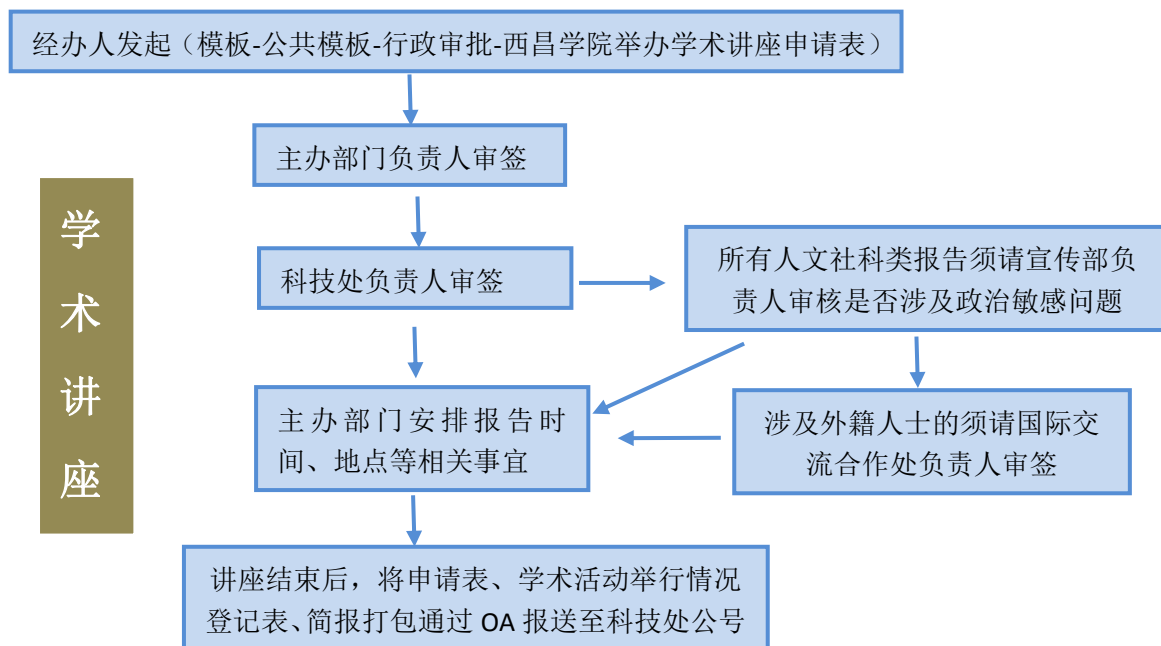 经办人发起（模板-公共模板-行政审批-西昌学院举办学术讲座申请表）
主办部门负责人审签
学
术
讲
座
科技处负责人审签
所有人文社科类报告须请宣传部负
责人审核是否涉及政治敏感问题
主办部门安排报告时
间、地点等相关事宜
涉及外籍人士的须请国际交
流合作处负责人审签
讲座结束后，将申请表、学术活动举行情况
登记表、简报打包通过 OA 报送至科技处公号